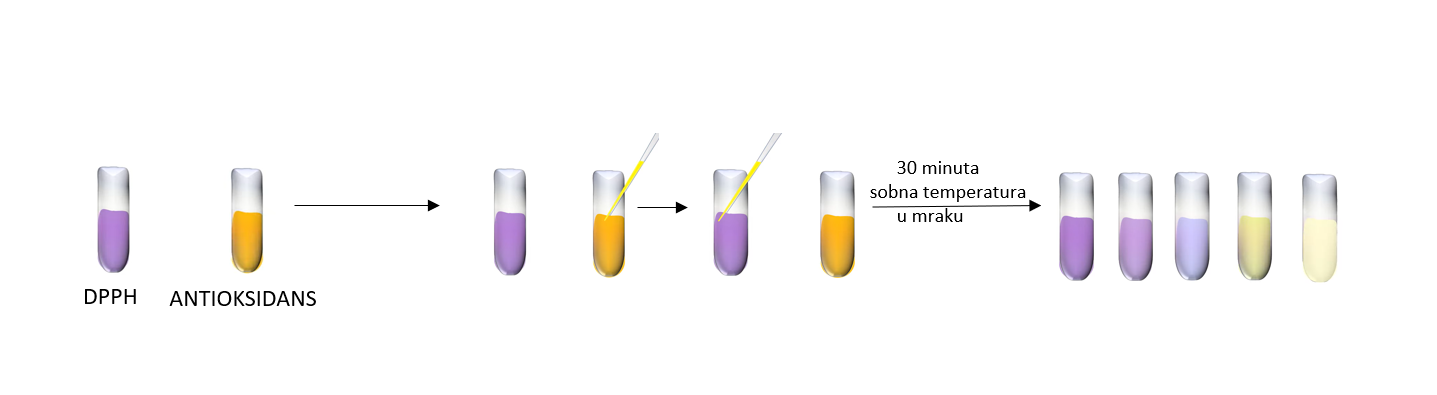 DPPH
ANTIOKSIDANS
30 minuta
sobna temperatura
u mraku